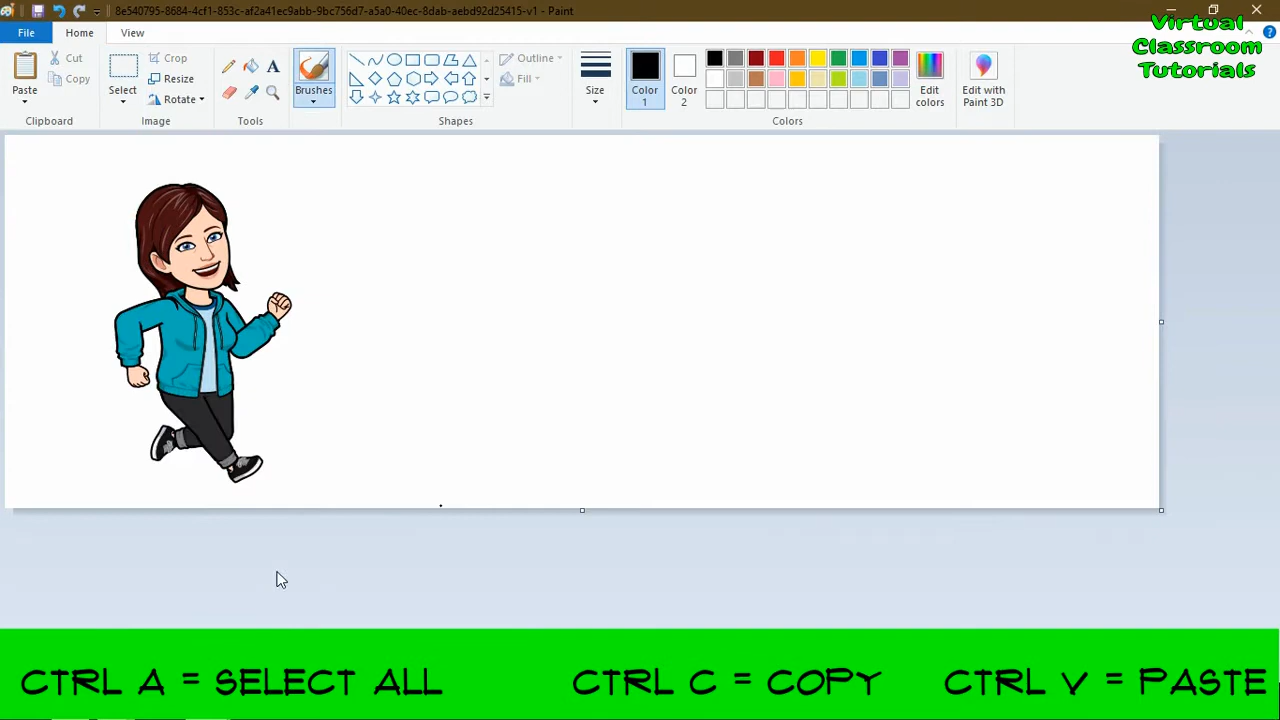 8e540795-8684-4cf1-853c-af2a41ec9abb-9bc756d7-a5a0-40ec-8dab-aebd92d25415-v1 - Paint
Virtual
Classroom
Tutorials
File Home View
Paste
Cut
Copy
Clipboard
Select
Crop
Resize
Rotate
Image
A
Tools
Brushes
Outline
Fill
Shapes
Size
Color
1
Color
2
Colors
Edit
colors
Edit with
Paint 3D
CTRL A = SELECT ALL CTRL C = COPY CTRL V = PASTE